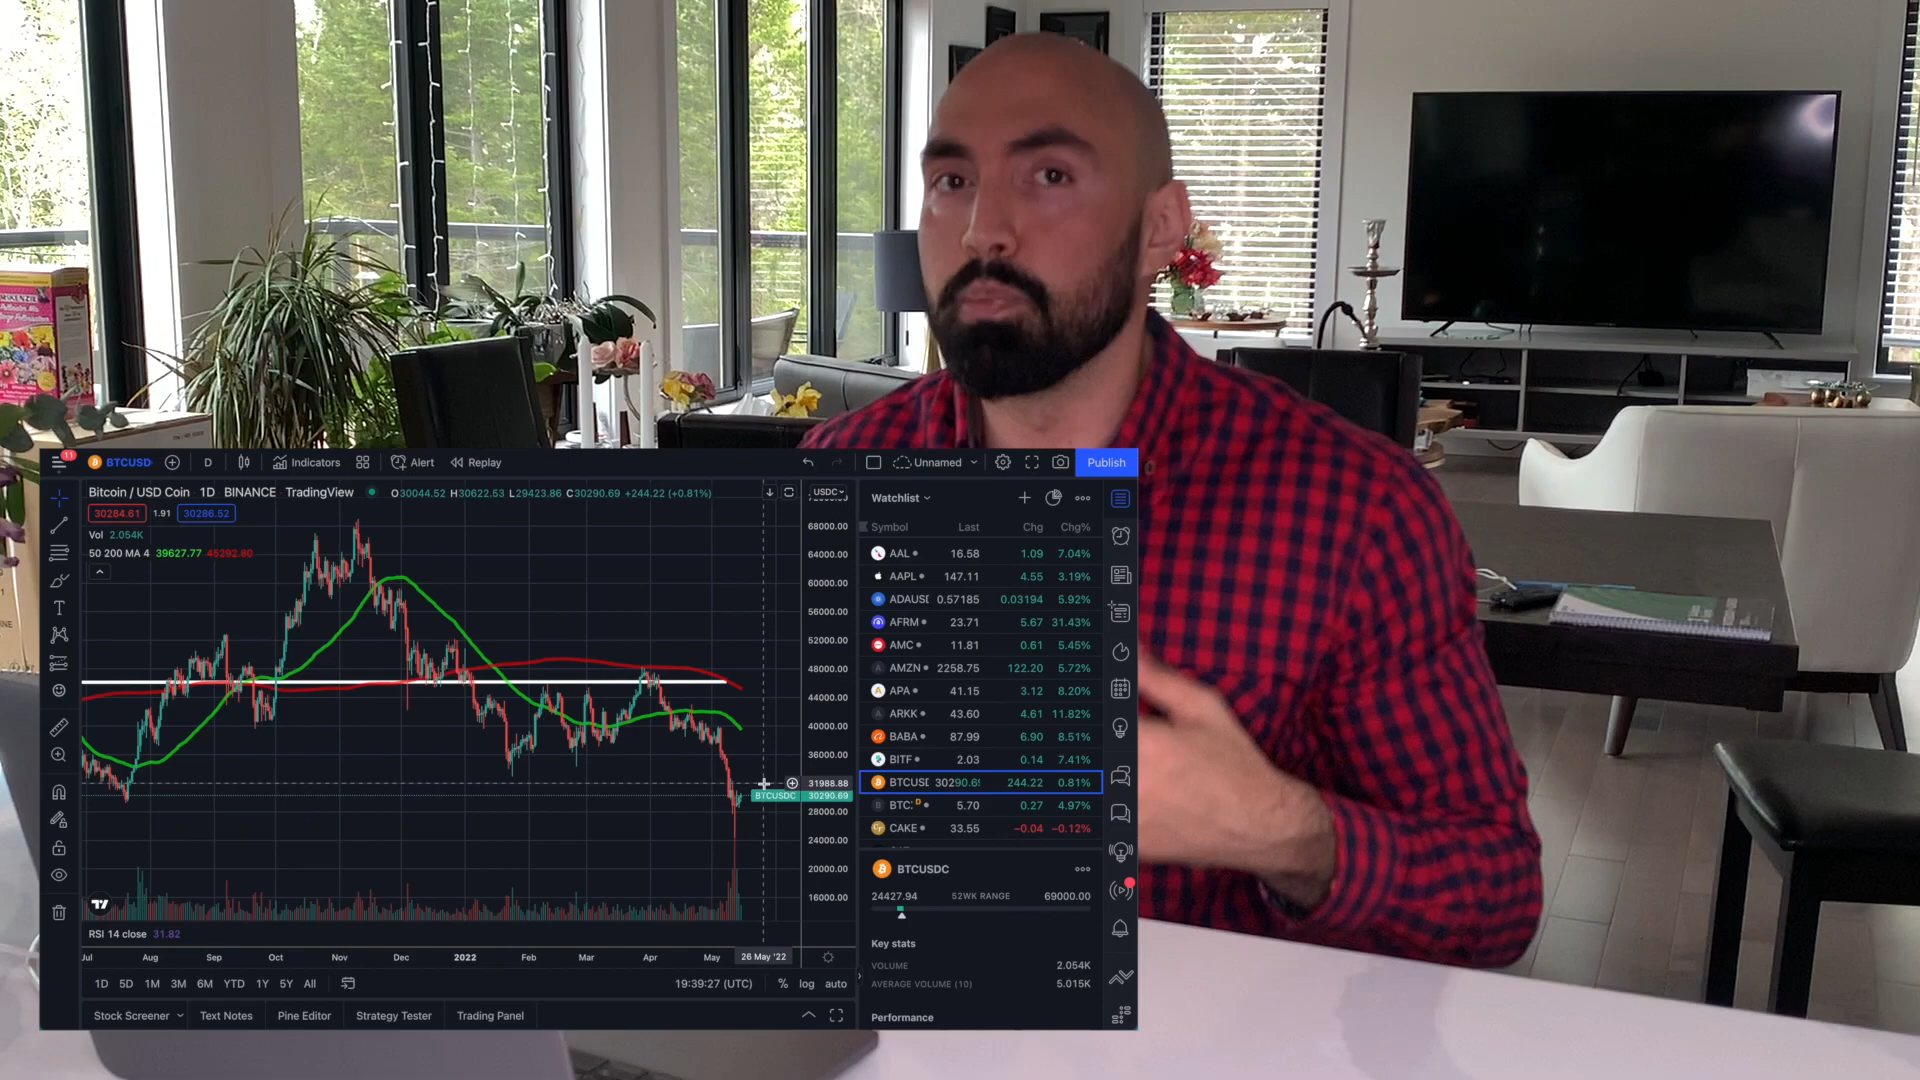 McKENZIE
11
BTCUSD
D
Indicators
Alert
Replay
Unnamed
Publish
Bitcoin / USD Coin 1D BINANCE TradingView
O30044.52 H30622.53 L29423.86 C30290.69 +244.22 (+0.81%)
USDC
30284.61 1.91 30286.52
Vol 2.054K
50 200 MA 4 39627.77 45292.80
68000.00
64000.00
60000.00
56000.00
52000.00
48000.00
44000.00
40000.00
36000.00
31988.88
BTCUSDC 30290.69
28000.00
24000.00
20000.00
16000.00
RSI 14 close 31.82
Jul Aug Sep Oct Nov Dec 2022 Feb Mar Apr May 26 May '22
1D 5D 1M 3M 6M YTD 1Y 5Y All
19:39:27 (UTC) % log auto
Stock Screener Text Notes Pine Editor Strategy Tester Trading Panel
Watchlist
Symbol Last Chg Chg%
AAL 16.58 1.09 7.04%
AAPL 147.11 4.55 3.19%
ADAUSD 0.57185 0.03194 5.92%
AFRM 23.71 5.67 31.43%
AMC 11.81 0.61 5.45%
AMZN 2258.75 122.20 5.72%
APA 41.15 3.12 8.20%
ARKK 43.60 4.61 11.82%
BABA 87.99 6.90 8.51%
BITF 2.03 0.14 7.41%
BTCUSD 30290.69 244.22 0.81%
BTC: D 5.70 0.27 4.97%
CAKE 33.55 −0.04 −0.12%
BTCUSDC
24427.94 52WK RANGE 69000.00
Key stats
VOLUME 2.054K
AVERAGE VOLUME (10) 5.015K
Performance